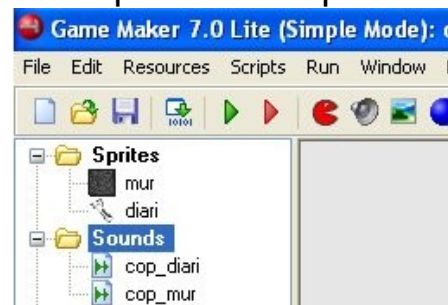 Game Maker 7.0 Lite (Simple Mode):
File Edit Resources Scripts Run Window
Sprites
mur
diari
Sounds
cop_diari
cop_mur